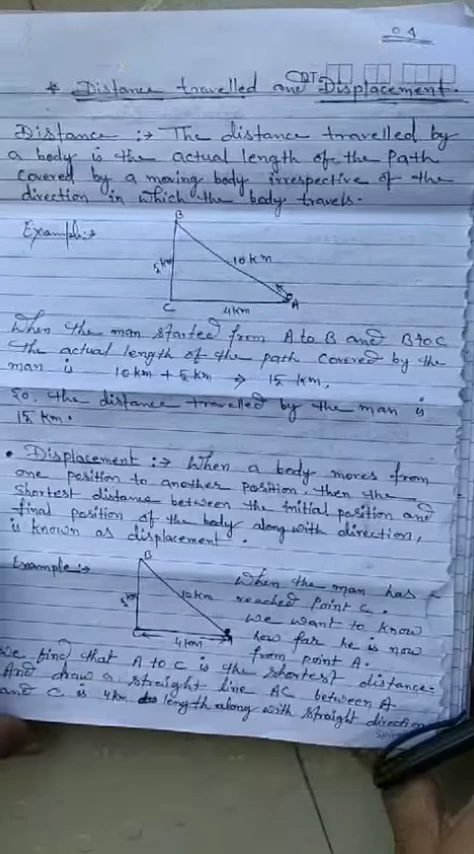 04
* Distance travelled and Displacement.
Distance :→ The distance travelled by
a body is the actual length of the path
covered by a moving body irrespective of the
direction in which the body travels.
Example :→
B
5 km
10 km
C
4 km
A
When the man started from A to B and B to C
the actual length of the path covered by the
man is 10 km + 5 km ⇒ 15 km.
So, the distance travelled by the man is
15 km.
• Displacement :→ When a body moves from
one position to another position, then the
shortest distance between the initial position and
final position of the body along with direction,
is known as displacement.
Example :→
B
5 km
10 km
C
4 km
A
When the man has
reached point C.
We want to know
how far he is now
from point A.
We find that A to C is the shortest distance.
And draw a straight line AC between A
and C is 4 km length along with straight direction